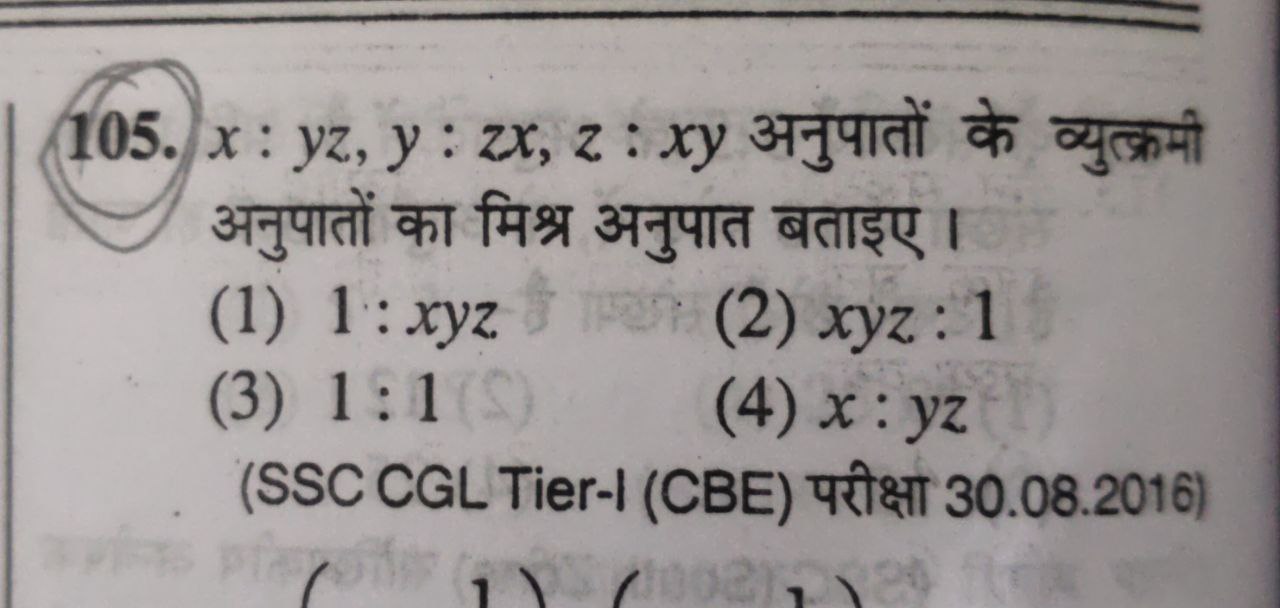 105. x : yz, y : zx, z : xy अनुपातों के व्युत्क्रमी
अनुपातों का मिश्र अनुपात बताइए ।
(1) 1 : xyz (2) xyz : 1
(3) 1 : 1 (4) x : yz
(SSC CGL Tier-I (CBE) परीक्षा 30.08.2016)